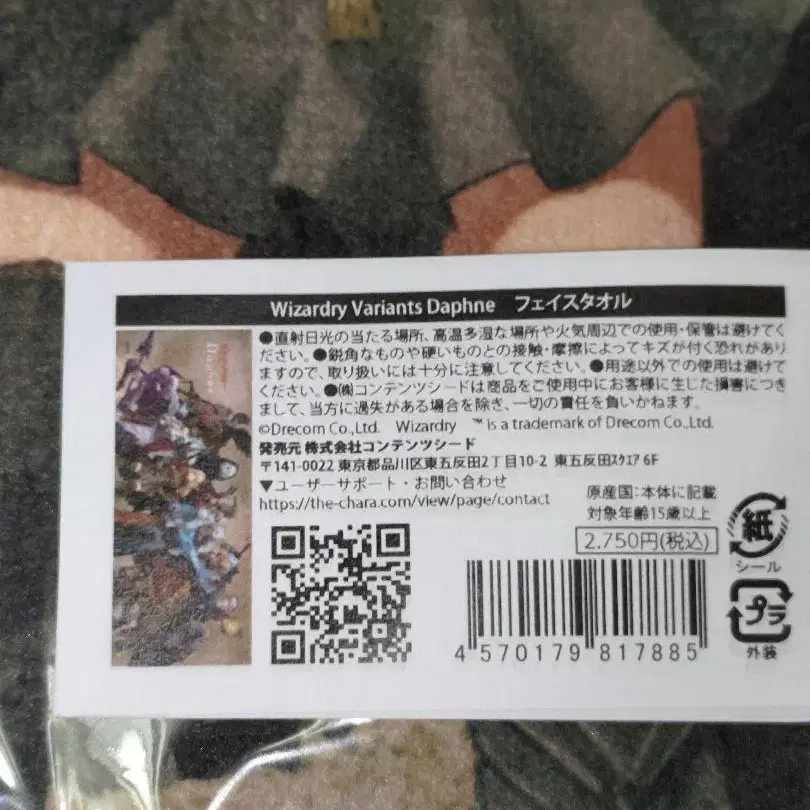 Wizardry Variants Daphne フェイスタオル
●直射日光の当たる場所、高温多湿な場所や火気周辺での使用・保管は避けてく
ださい。●鋭角なものや硬いものとの接触・摩擦によってキズが付く恐れがあり
ますので、取り扱いには十分に注意してください。●用途以外での使用は避けて
ください。●㈱コンテンツシードは商品をご使用中にお客様に生じた損害につき
まして、当方に過失がある場合を除き、一切の責任を負いかねます。
©Drecom Co.,Ltd. Wizardry ™is a trademark of Drecom Co.,Ltd.
発売元 株式会社コンテンツシード
〒141-0022 東京都品川区東五反田2丁目10-2 東五反田ｽｸｴｱ 6F
▼ユーザーサポート・お問い合わせ
https://the-chara.com/view/page/contact
原産国:本体に記載
対象年齢15歳以上
2,750円(税込)
紙
シール
プラ
外装
4 570179 817885